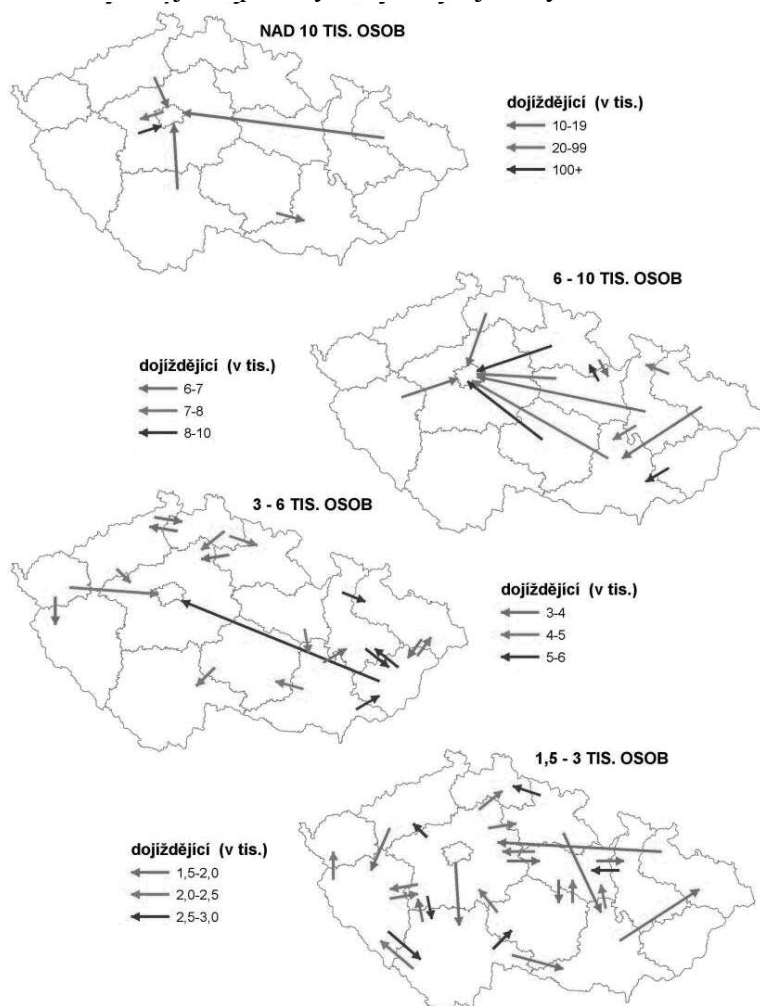 NAD 10 TIS. OSOB
dojíždějící (v tis.)
10-19
20-99
100+
6 - 10 TIS. OSOB
dojíždějící (v tis.)
6-7
7-8
8-10
3 - 6 TIS. OSOB
dojíždějící (v tis.)
3-4
4-5
5-6
1,5 - 3 TIS. OSOB
dojíždějící (v tis.)
1,5-2,0
2,0-2,5
2,5-3,0